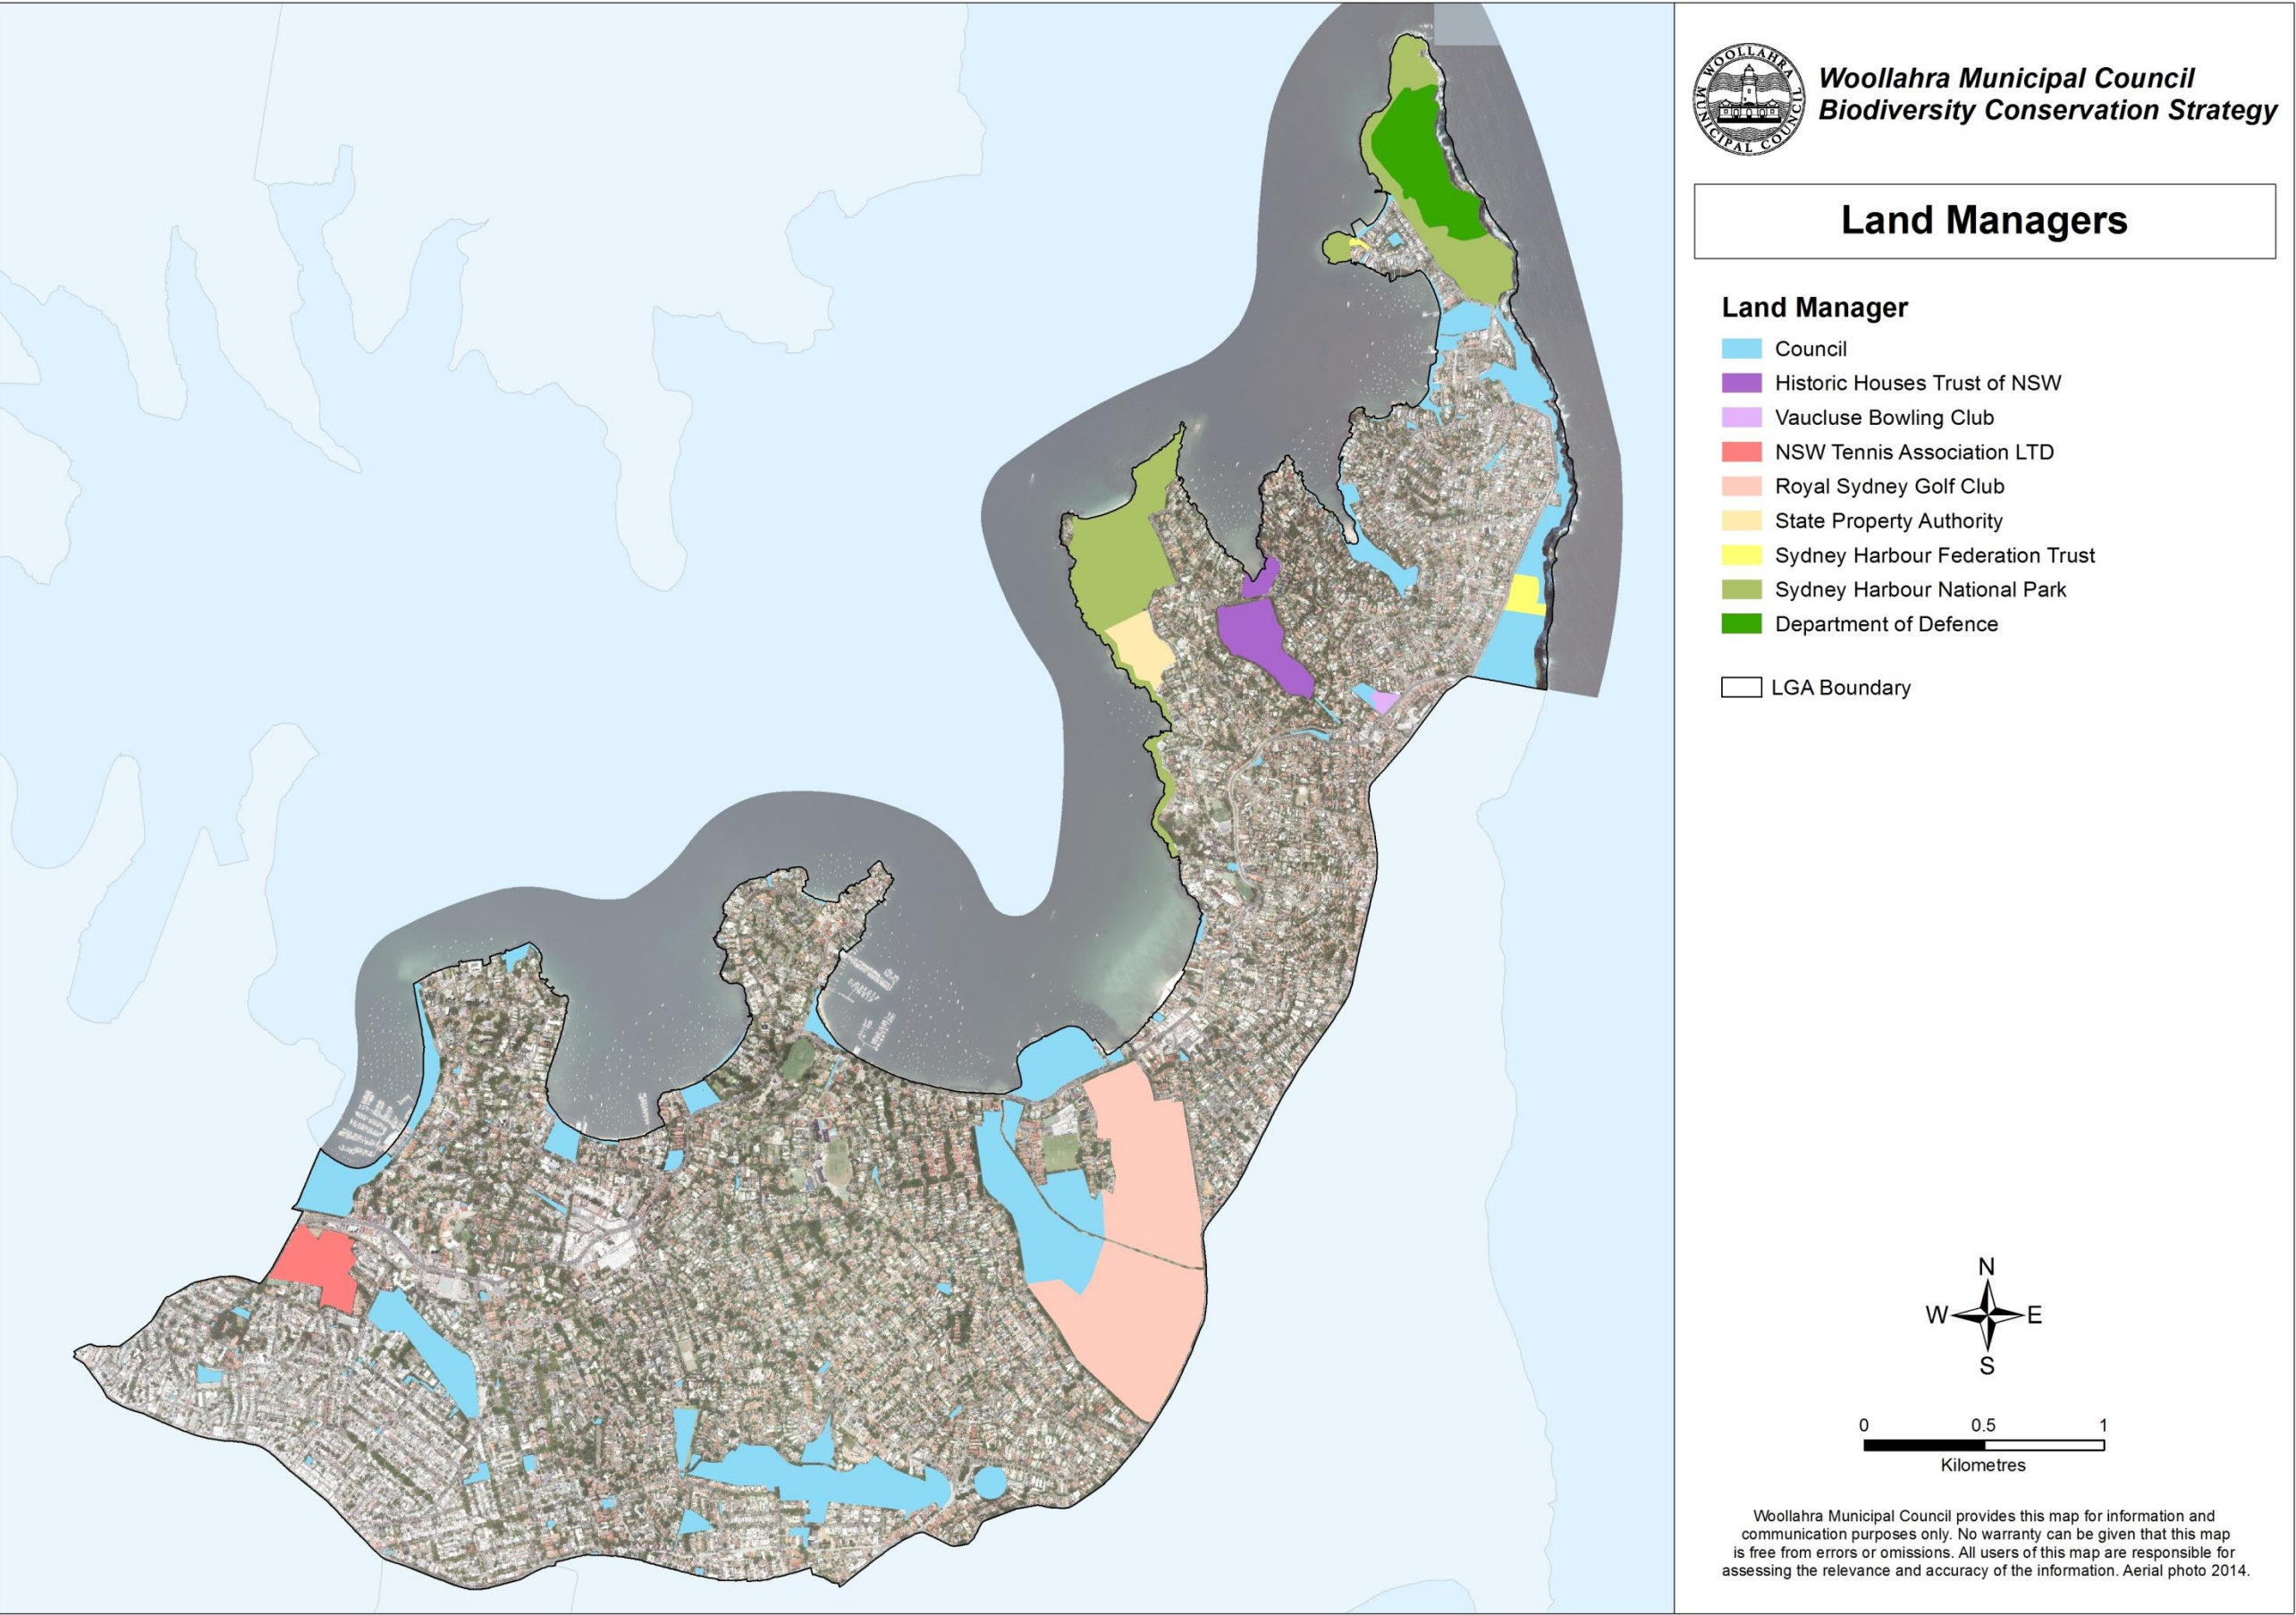 WOOLLAHRA
MUNICIPAL COUNCIL
Woollahra Municipal Council
Biodiversity Conservation Strategy
Land Managers
Land Manager
Council
Historic Houses Trust of NSW
Vaucluse Bowling Club
NSW Tennis Association LTD
Royal Sydney Golf Club
State Property Authority
Sydney Harbour Federation Trust
Sydney Harbour National Park
Department of Defence
LGA Boundary
N
W E
S
0 0.5 1
Kilometres
Woollahra Municipal Council provides this map for information and
communication purposes only. No warranty can be given that this map
is free from errors or omissions. All users of this map are responsible for
assessing the relevance and accuracy of the information. Aerial photo 2014.